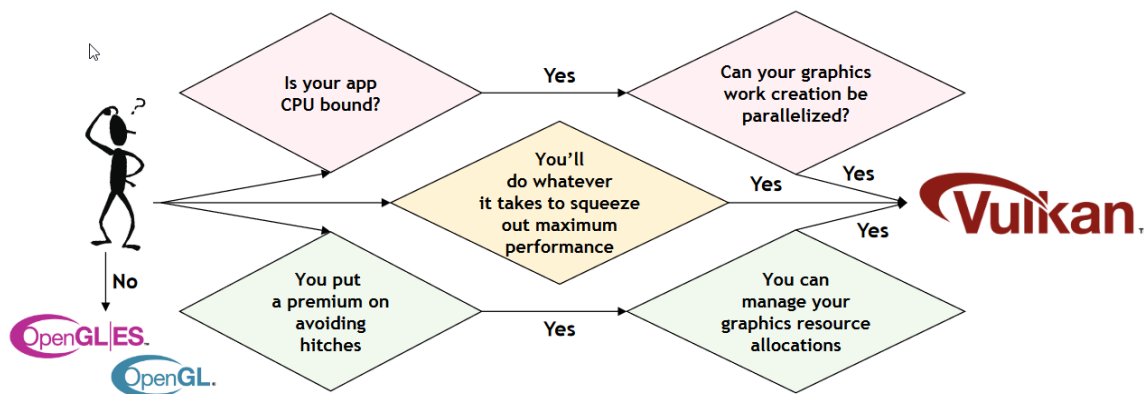 Is your app
CPU bound?
Yes
Can your graphics
work creation be
parallelized?
?
You'll
do whatever
it takes to squeeze
out maximum
performance
Yes
Yes
Vulkan™
Yes
No
You put
a premium on
avoiding
hitches
Yes
You can
manage your
graphics resource
allocations
OpenGL|ES™
OpenGL.